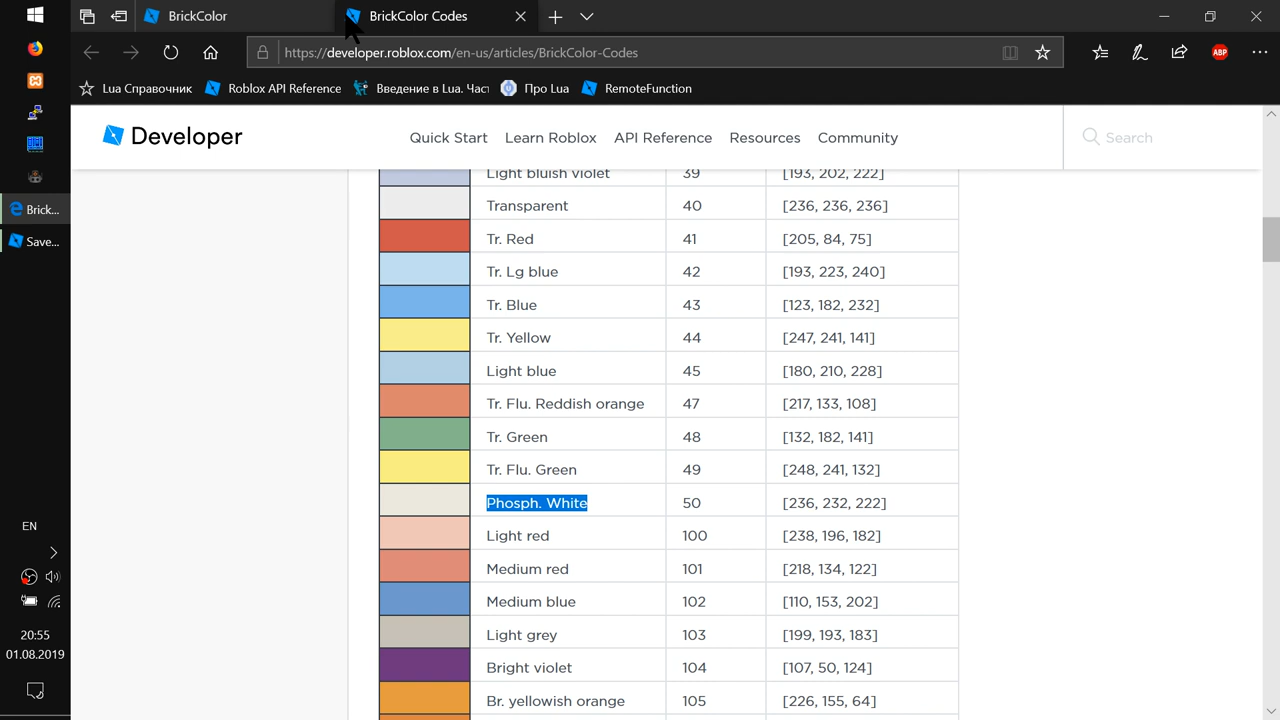 BrickColor
BrickColor Codes
https://developer.roblox.com/en-us/articles/BrickColor-Codes
ABP
Lua Справочник
Roblox API Reference
Введение в Lua. Част
Про Lua
RemoteFunction
Developer
Quick Start
Learn Roblox
API Reference
Resources
Community
Search
Brick...
Save...
Light bluish violet 39 [193, 202, 222]
Transparent 40 [236, 236, 236]
Tr. Red 41 [205, 84, 75]
Tr. Lg blue 42 [193, 223, 240]
Tr. Blue 43 [123, 182, 232]
Tr. Yellow 44 [247, 241, 141]
Light blue 45 [180, 210, 228]
Tr. Flu. Reddish orange 47 [217, 133, 108]
Tr. Green 48 [132, 182, 141]
Tr. Flu. Green 49 [248, 241, 132]
Phosph. White 50 [236, 232, 222]
Light red 100 [238, 196, 182]
Medium red 101 [218, 134, 122]
Medium blue 102 [110, 153, 202]
Light grey 103 [199, 193, 183]
Bright violet 104 [107, 50, 124]
Br. yellowish orange 105 [226, 155, 64]
EN
20:55
01.08.2019